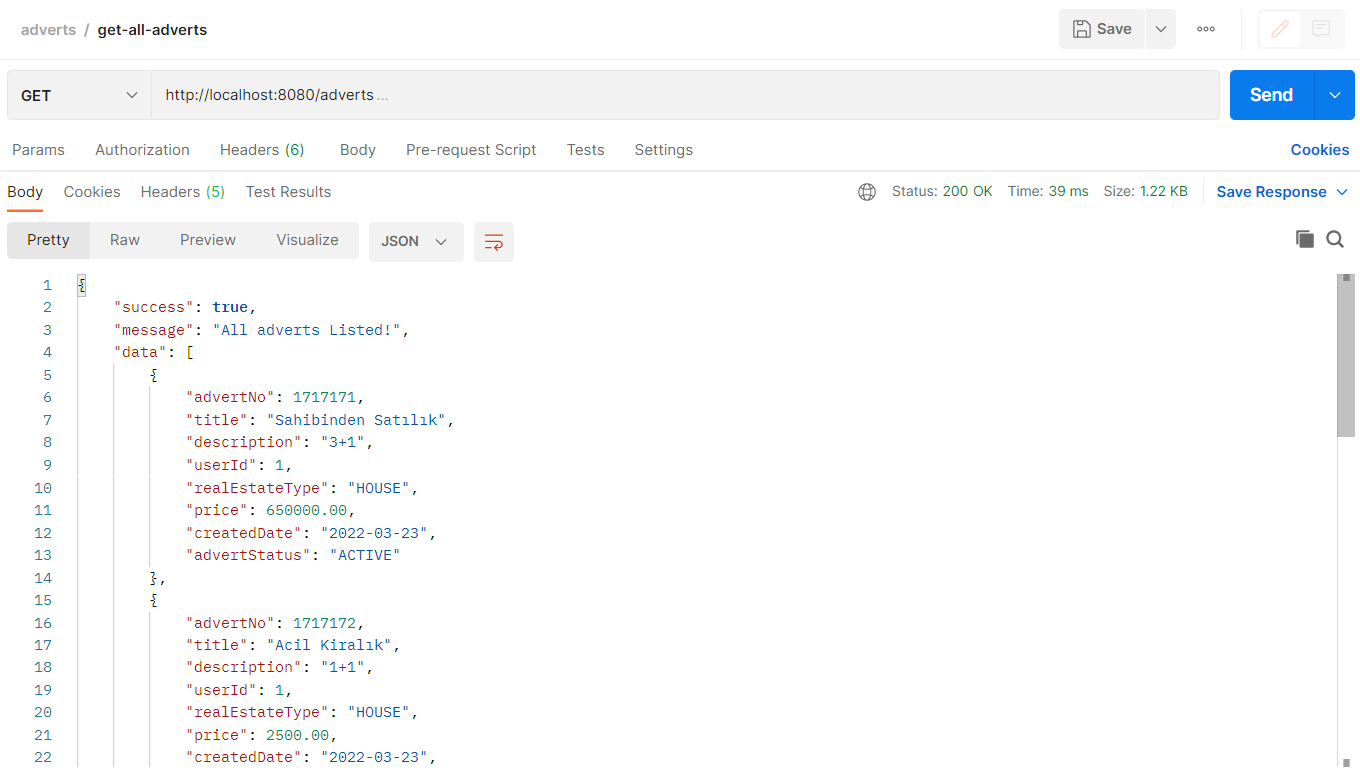 adverts / get-all-adverts
Save
GET
http://localhost:8080/adverts ...
Send
Params Authorization Headers (6) Body Pre-request Script Tests Settings Cookies
Body Cookies Headers (5) Test Results Status: 200 OK Time: 39 ms Size: 1.22 KB Save Response
Pretty Raw Preview Visualize JSON
1 {
2 "success": true,
3 "message": "All adverts Listed!",
4 "data": [
5 {
6 "advertNo": 1717171,
7 "title": "Sahibinden Satılık",
8 "description": "3+1",
9 "userId": 1,
10 "realEstateType": "HOUSE",
11 "price": 650000.00,
12 "createdDate": "2022-03-23",
13 "advertStatus": "ACTIVE"
14 },
15 {
16 "advertNo": 1717172,
17 "title": "Acil Kiralık",
18 "description": "1+1",
19 "userId": 1,
20 "realEstateType": "HOUSE",
21 "price": 2500.00,
22 "createdDate": "2022-03-23",